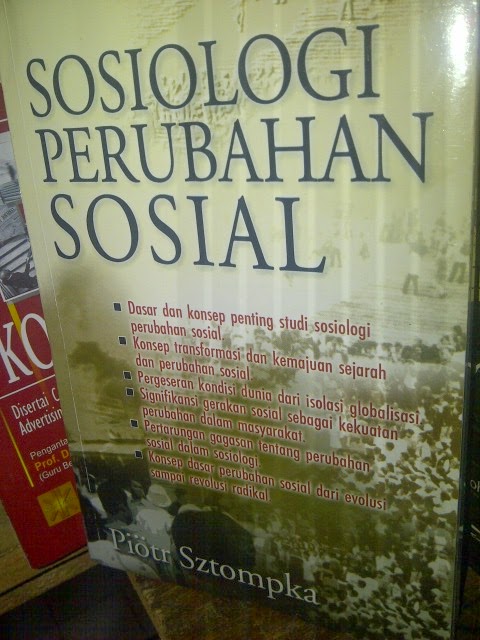 SOSIOLOGI
PERUBAHAN
SOSIAL
Dasar dan konsep penting studi sosiologi
perubahan sosial
Konsep transformasi dan kemajuan sejarah
dan perubahan sosial
Pergeseran kondisi dunia dari isolasi globalisasi
Signifikansi gerakan sosial sebagai kekuatan
perubahan dalam masyarakat.
Pertarungan gagasan tentang perubahan
sosial dalam sosiologi
Konsep dasar perubahan sosial dari evolusi
sampai revolusi radikal
Piötr Sztompka
KO
Disertai C
Advertisin
Penganta
Prof. D
(Guru Be